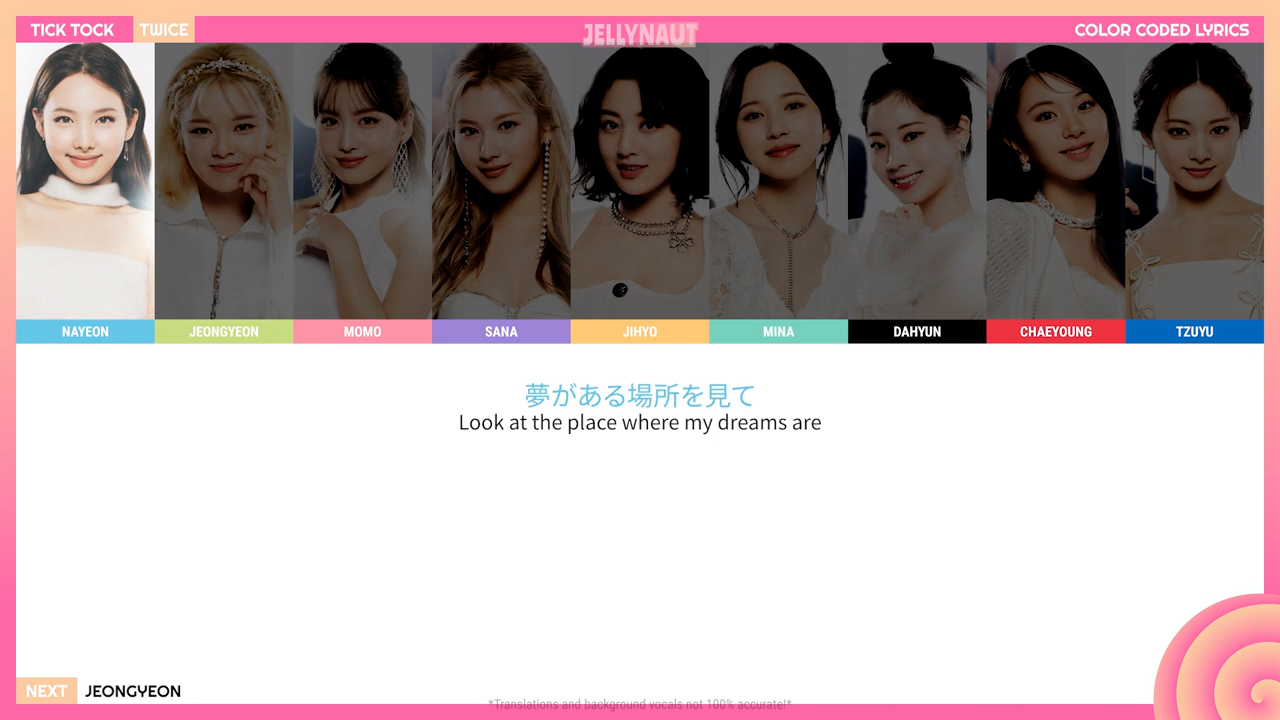 TICK TOCK TWICE JELLYNAUT COLOR CODED LYRICS
NAYEON JEONGYEON MOMO SANA JIHYO MINA DAHYUN CHAEYOUNG TZUYU
夢がある場所を見て
Look at the place where my dreams are
NEXT JEONGYEON
*Translations and background vocals not 100% accurate!*